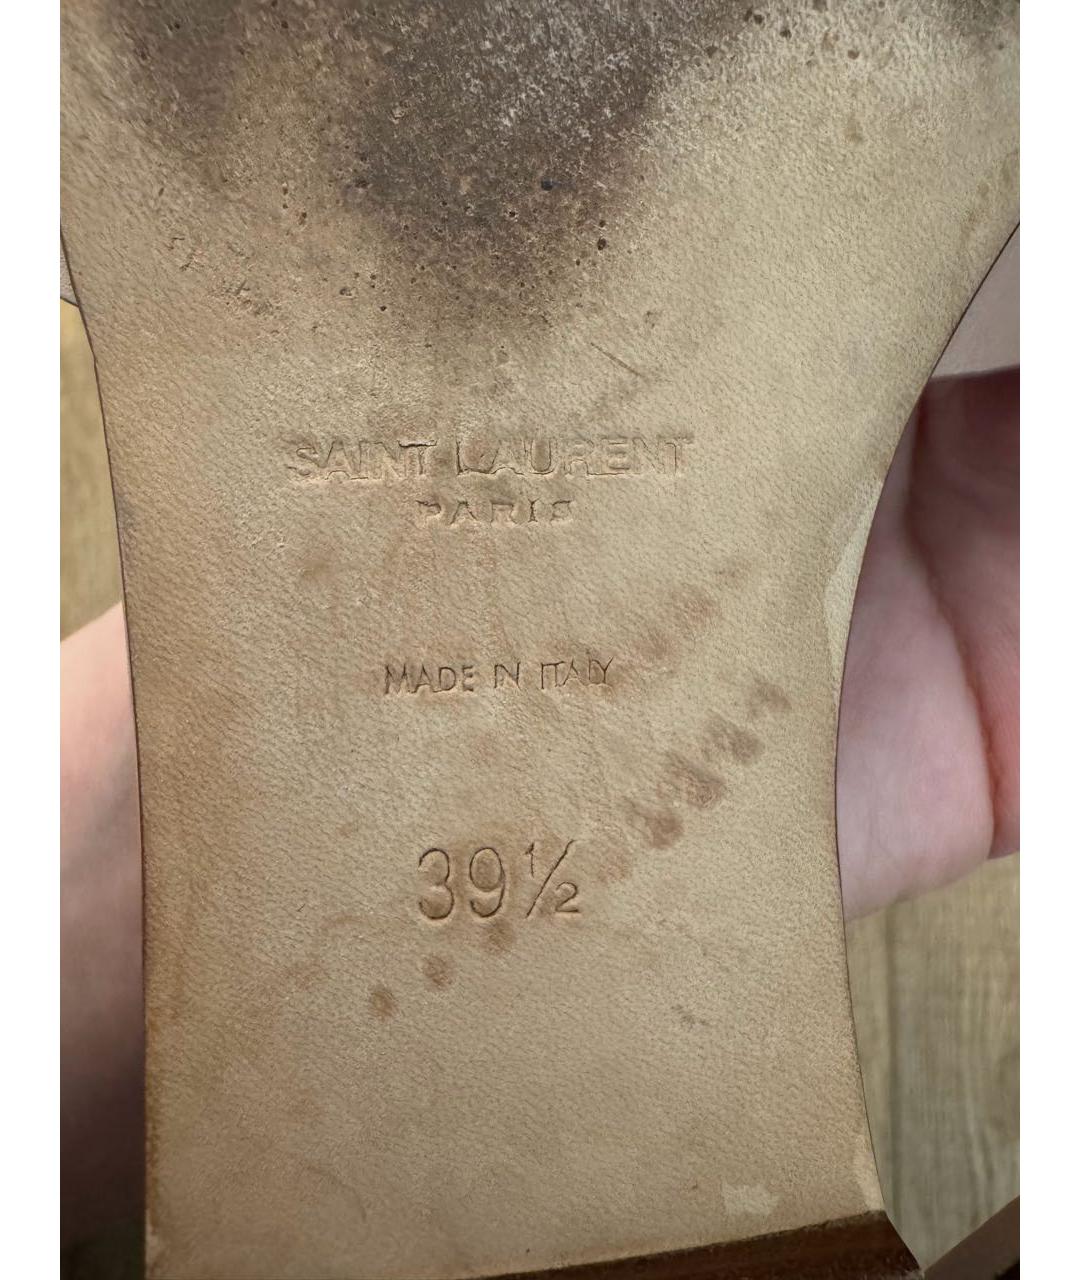 SAINT LAURENT
PARIS
MADE IN ITALY
39½